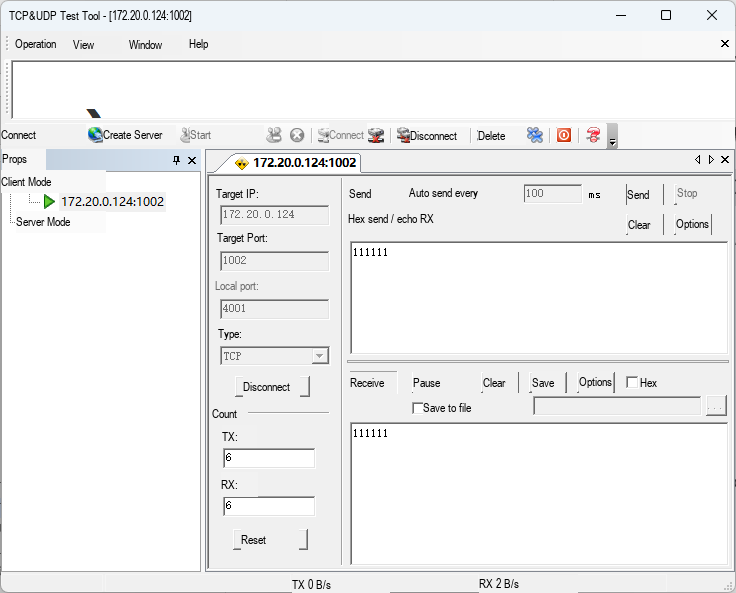 TCP&UDP Test Tool - [172.20.0.124:1002]
Operation View Window Help
Connect Create Server Start Connect Disconnect Delete
Props
Client Mode
172.20.0.124:1002
Server Mode
172.20.0.124:1002
Target IP:
172.20.0.124
Target Port:
1002
Local port:
4001
Type:
TCP
Disconnect
Count
TX:
6
RX:
6
Reset
Send Auto send every 100 ms Send Stop
Hex send / echo RX Clear Options
111111
Receive Pause Clear Save Options Hex
Save to file ...
111111
TX 0 B/s RX 2 B/s